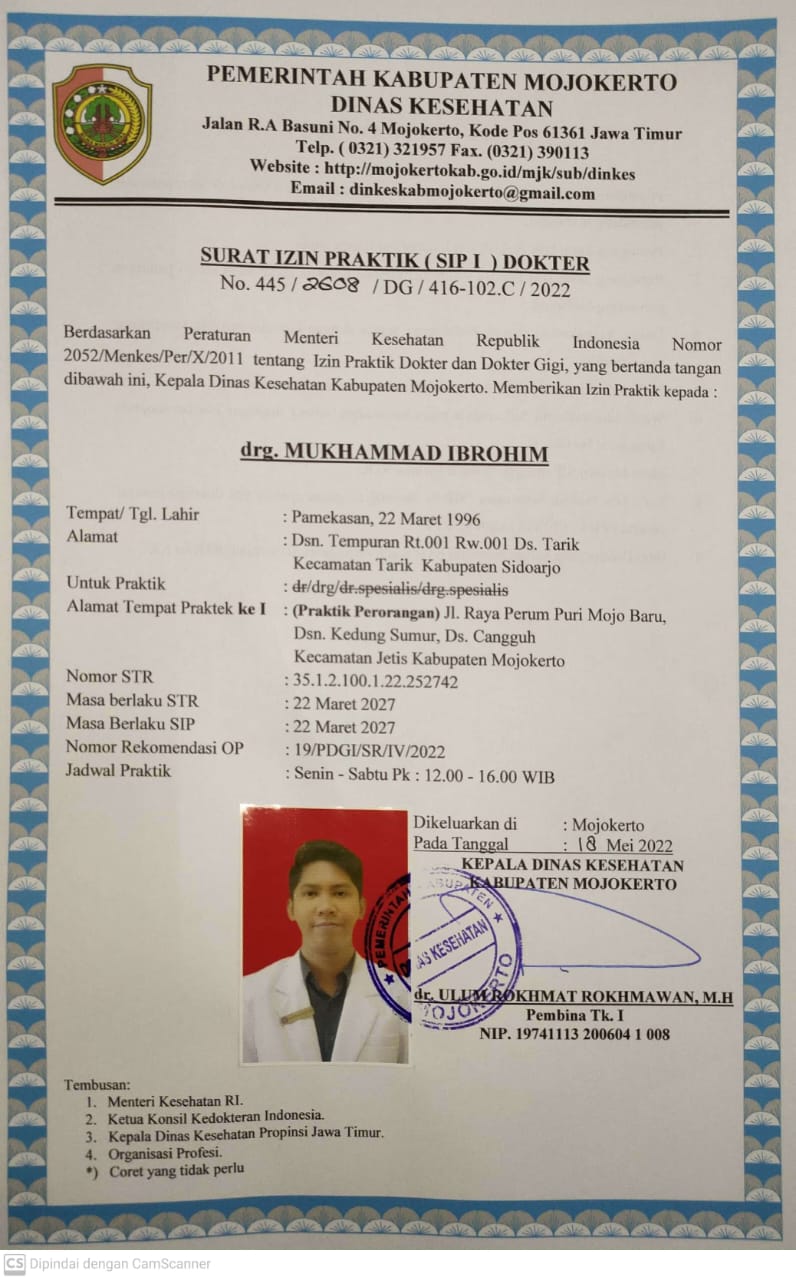 PEMERINTAH KABUPATEN MOJOKERTO
DINAS KESEHATAN
Jalan R.A Basuni No. 4 Mojokerto, Kode Pos 61361 Jawa Timur
Telp. ( 0321) 321957 Fax. (0321) 390113
Website : http://mojokertokab.go.id/mjk/sub/dinkes
Email : dinkeskabmojokerto@gmail.com
SURAT IZIN PRAKTIK ( SIP I ) DOKTER
No. 445 / 2608 / DG / 416-102.C / 2022
Berdasarkan Peraturan Menteri Kesehatan Republik Indonesia Nomor
2052/Menkes/Per/X/2011 tentang Izin Praktik Dokter dan Dokter Gigi, yang bertanda tangan
dibawah ini, Kepala Dinas Kesehatan Kabupaten Mojokerto. Memberikan Izin Praktik kepada :
drg. MUKHAMMAD IBROHIM
Tempat/ Tgl. Lahir : Pamekasan, 22 Maret 1996
Alamat : Dsn. Tempuran Rt.001 Rw.001 Ds. Tarik
Kecamatan Tarik Kabupaten Sidoarjo
Untuk Praktik : dr/drg/dr.spesialis/drg.spesialis
Alamat Tempat Praktek ke I : (Praktik Perorangan) Jl. Raya Perum Puri Mojo Baru,
Dsn. Kedung Sumur, Ds. Cangguh
Kecamatan Jetis Kabupaten Mojokerto
Nomor STR : 35.1.2.100.1.22.252742
Masa berlaku STR : 22 Maret 2027
Masa Berlaku SIP : 22 Maret 2027
Nomor Rekomendasi OP : 19/PDGI/SR/IV/2022
Jadwal Praktik : Senin - Sabtu Pk : 12.00 - 16.00 WIB
Dikeluarkan di : Mojokerto
Pada Tanggal : 18 Mei 2022
KEPALA DINAS KESEHATAN
KABUPATEN MOJOKERTO
PEMERINTAH KABUPATEN
DINAS KESEHATAN
MOJOKERTO
dr. ULUM ROKHMAT ROKHMAWAN, M.H
Pembina Tk. I
NIP. 19741113 200604 1 008
Tembusan:
1. Menteri Kesehatan RI.
2. Ketua Konsil Kedokteran Indonesia.
3. Kepala Dinas Kesehatan Propinsi Jawa Timur.
4. Organisasi Profesi.
*) Coret yang tidak perlu
CS Dipindai dengan CamScanner